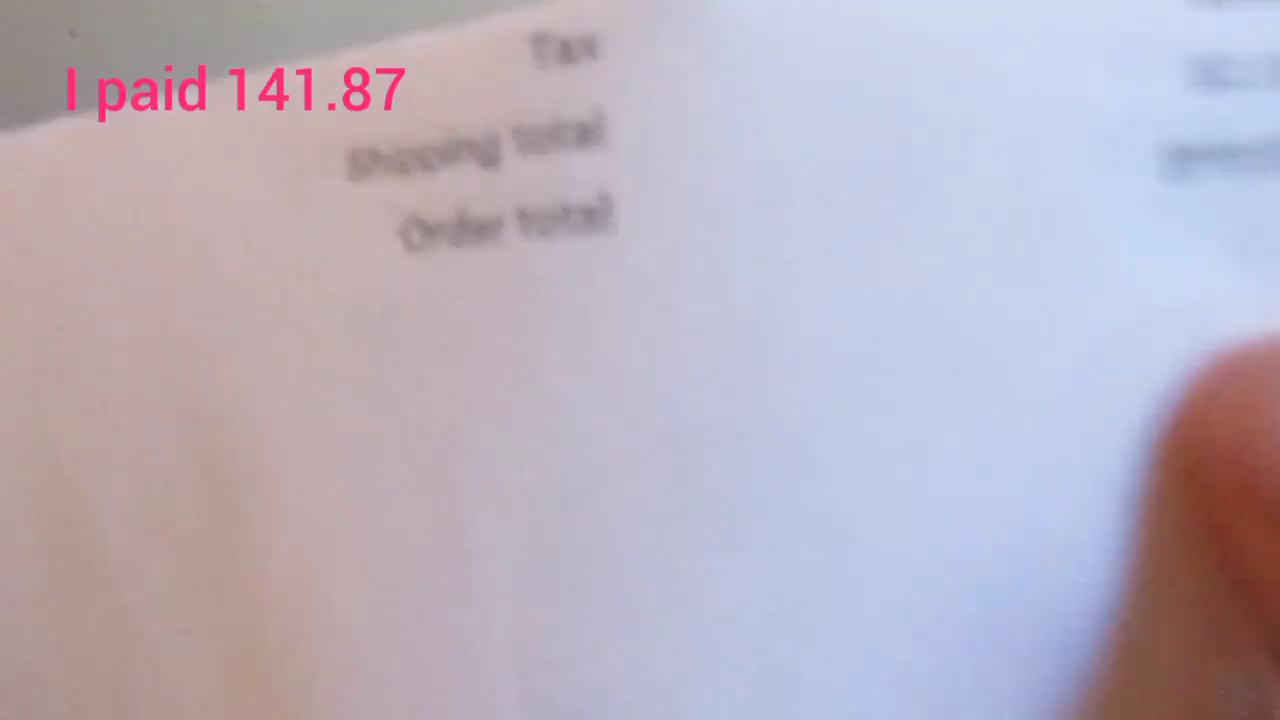 I paid 141.87
Tax
Shipping total
Order total